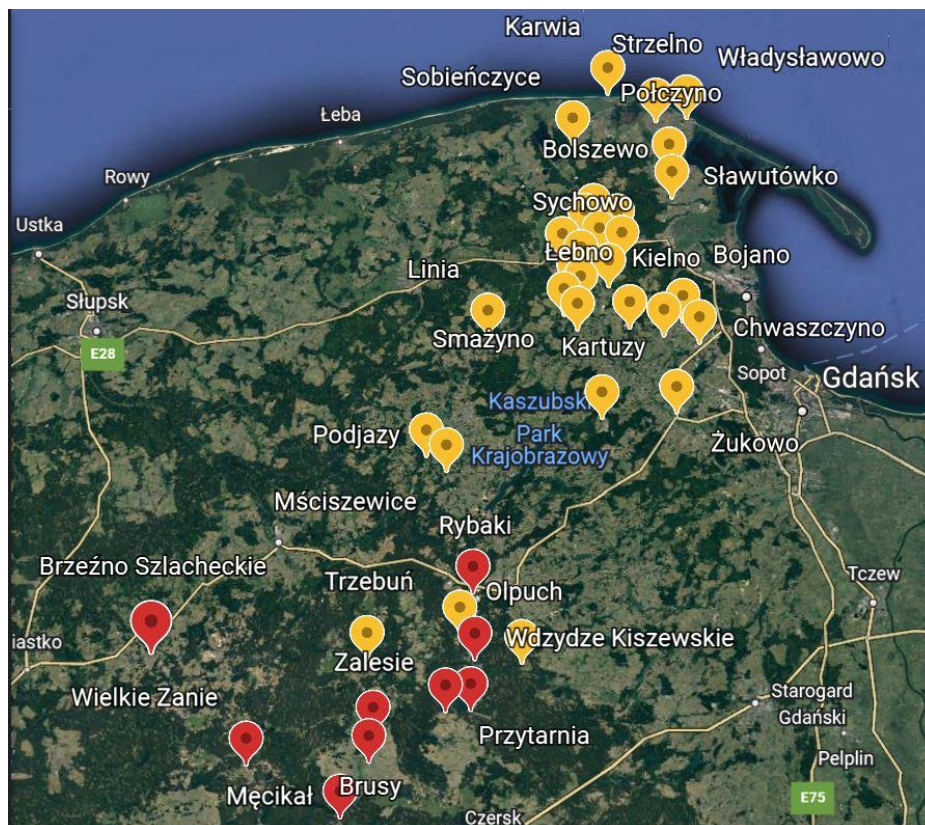 Karwia
Strzelno
Władysławowo
Sobieńczyce
Połczyno
Łeba
Bolszewo
Rowy
Sławutówko
Sychowo
Ustka
Łebno
Kielno
Bojano
Linia
Słupsk
Smażyno
Kartuzy
Chwaszczyno
E28
Sopot
Gdańsk
Kaszubski
Podjazy
Park
Krajobrazowy
Żukowo
Mściszewice
Rybaki
Brzeźno Szlacheckie
Trzebuń
Olpuch
Tczew
iastko
Wdzydze Kiszewskie
Zalesie
Wielkie Zanie
Starogard
Gdański
Przytarnia
Pelplin
Męcikał
Brusy
E75
Czersk